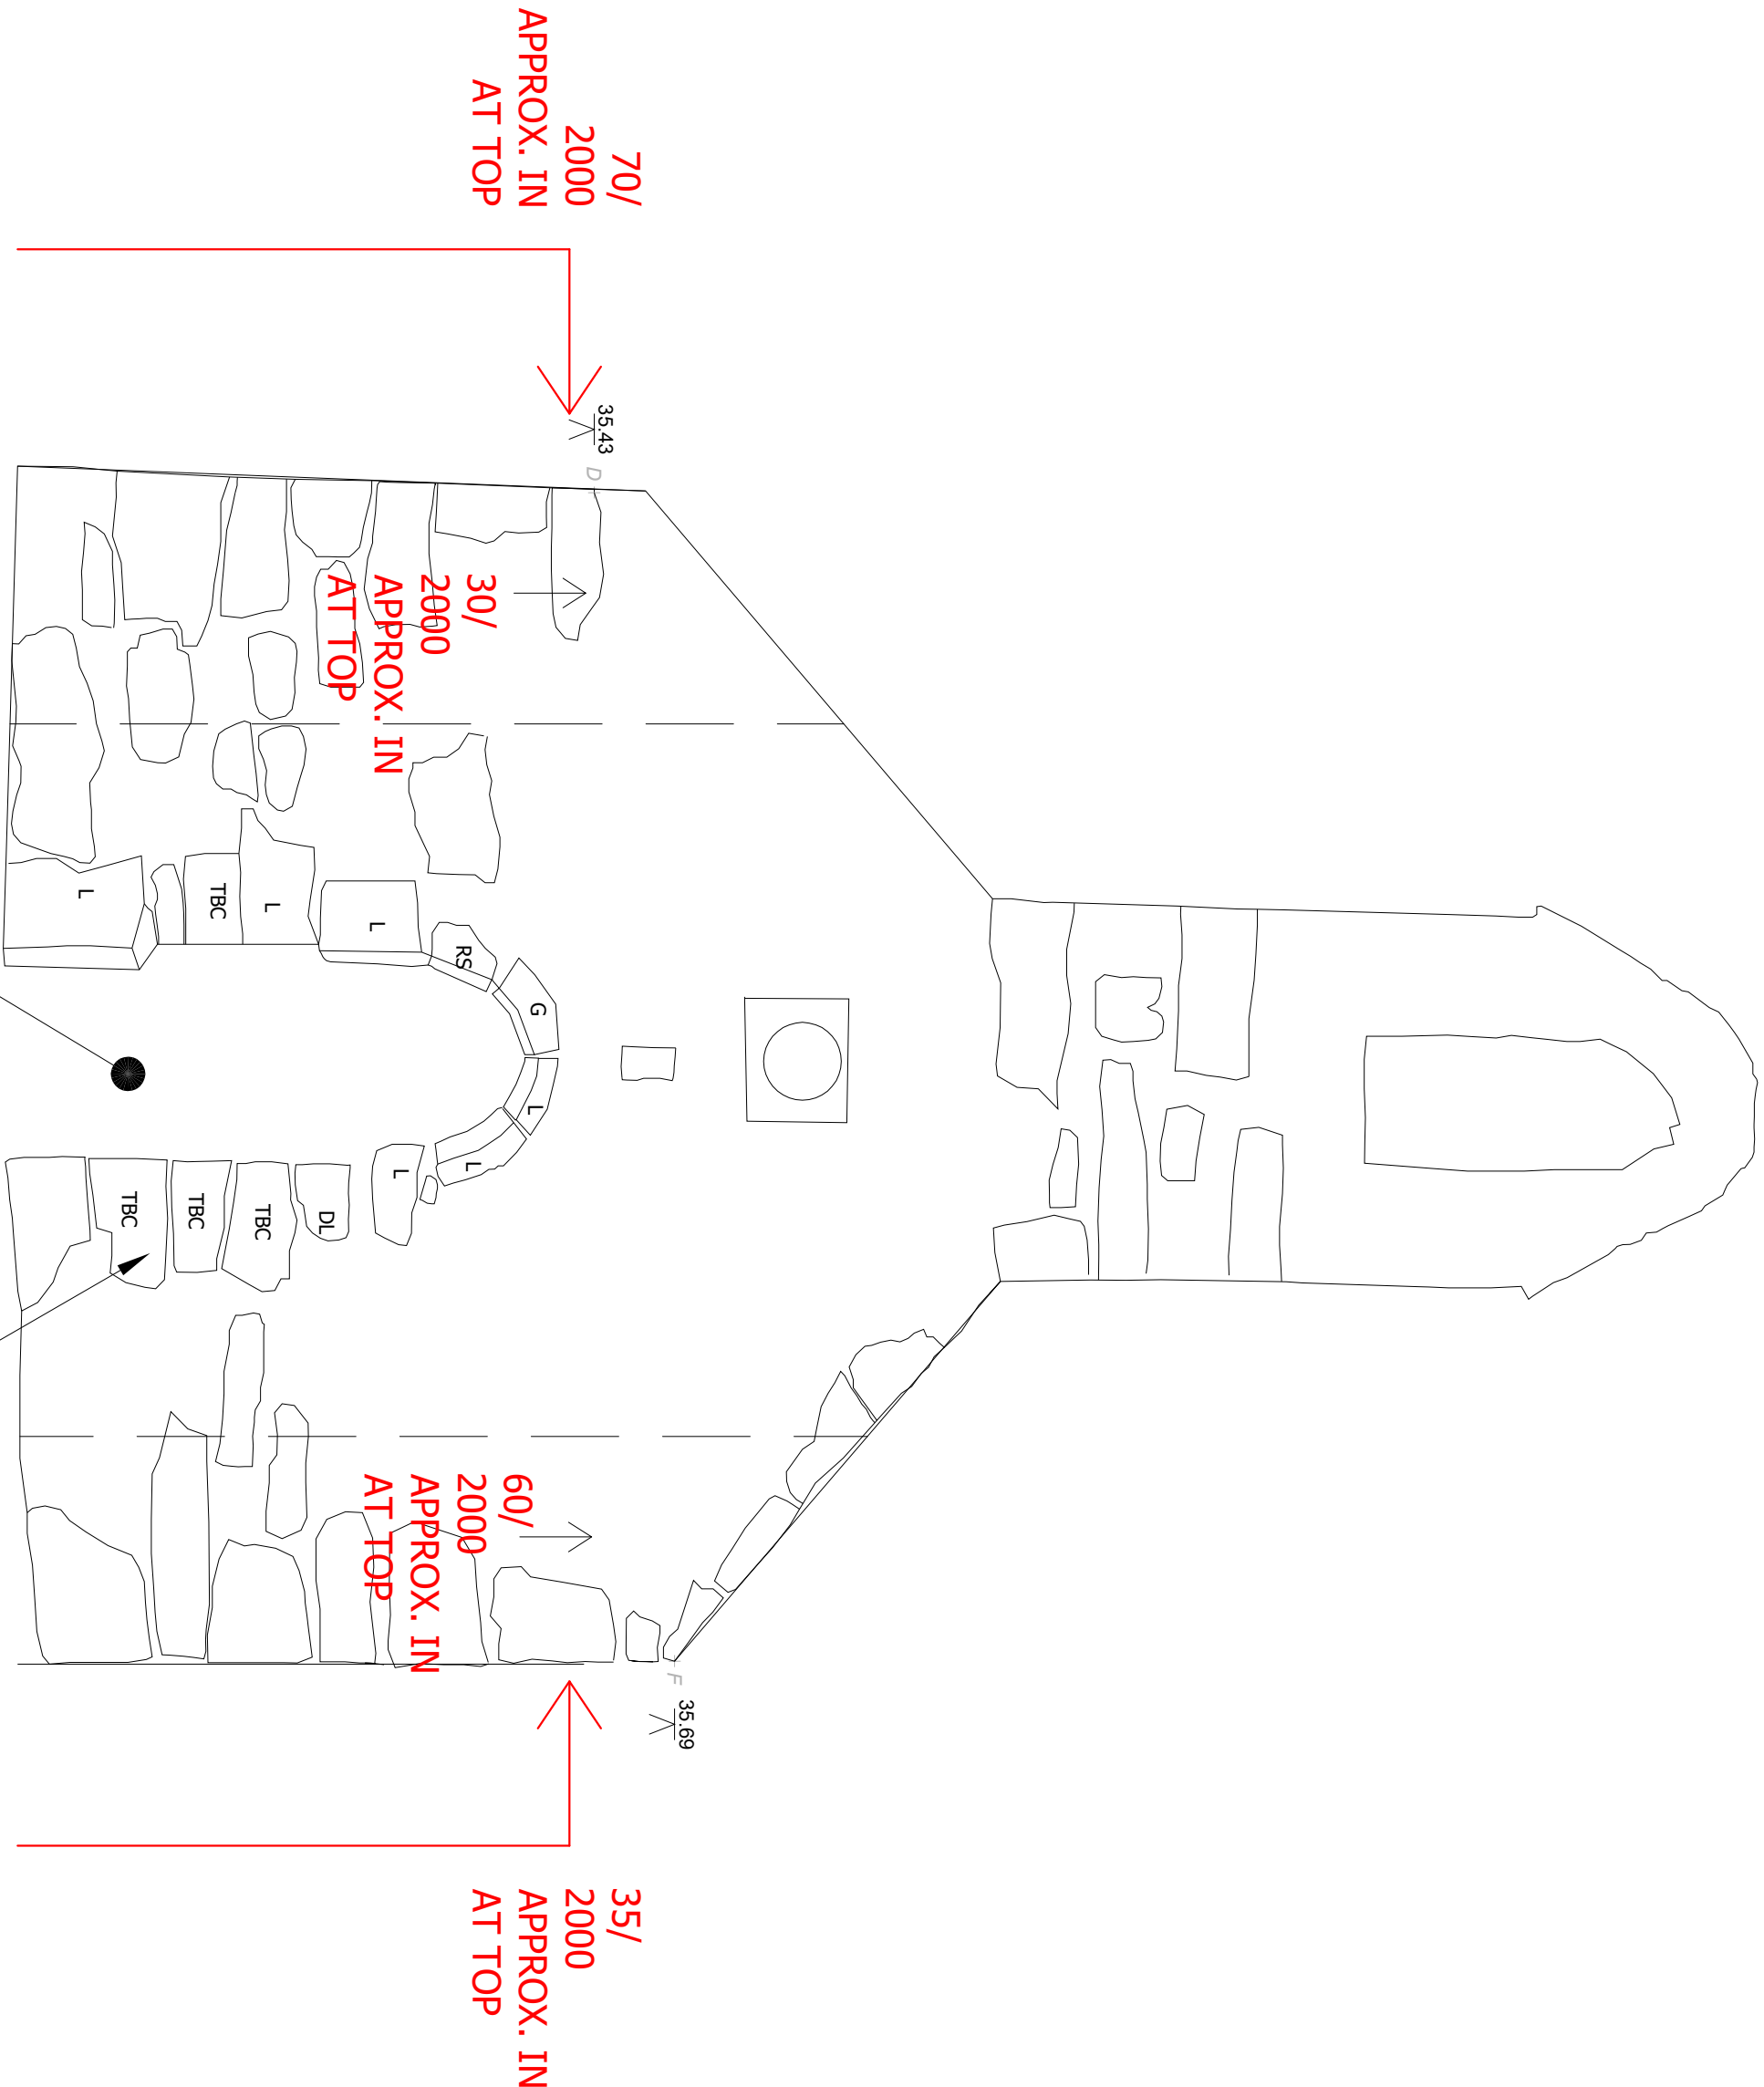 70/
2000
APPROX. IN
AT TOP
35.43
D
30/
2000
APPROX. IN
AT TOP
G
L
RS
L
L
L
L
TBC
L
DL
TBC
TBC
TBC
60/
2000
APPROX. IN
AT TOP
F
35.69
35/
2000
APPROX. IN
AT TOP